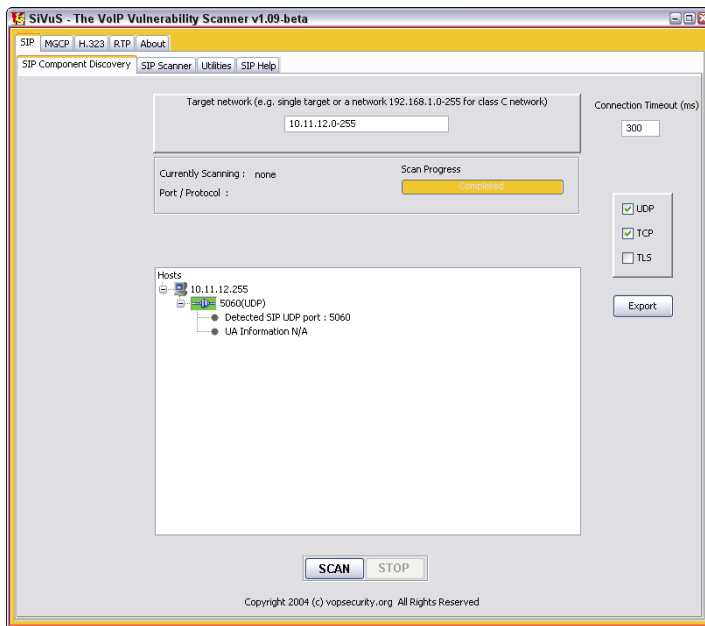 SiVuS - The VoIP Vulnerability Scanner v1.09-beta
SIP MGCP H.323 RTP About
SIP Component Discovery SIP Scanner Utilities SIP Help
Target network (e.g. single target or a network 192.168.1.0-255 for class C network)
10.11.12.0-255
Connection Timeout (ms)
300
Currently Scanning : none
Scan Progress
Completed
Port / Protocol :
UDP
TCP
TLS
Export
Hosts
10.11.12.255
5060(UDP)
Detected SIP UDP port : 5060
UA Information N/A
SCAN STOP
Copyright 2004 (c) vopsecurity.org All Rights Reserved